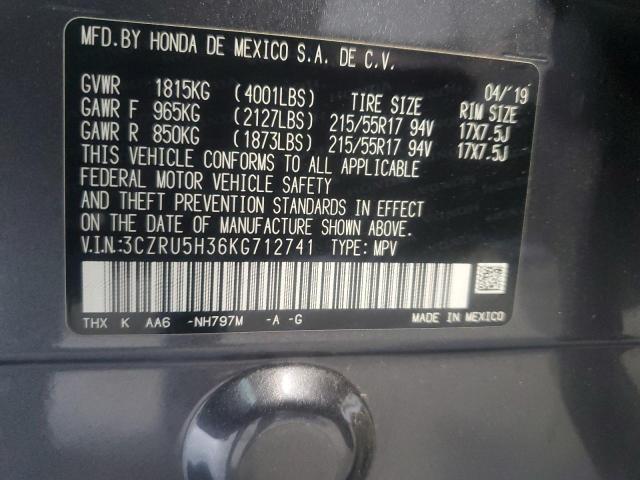 MFD. BY HONDA DE MEXICO S.A. DE C.V.
04/'19
GVWR 1815KG (4001LBS) TIRE SIZE RIM SIZE
GAWR F 965KG (2127LBS) 215/55R17 94V 17X7.5J
GAWR R 850KG (1873LBS) 215/55R17 94V 17X7.5J
THIS VEHICLE CONFORMS TO ALL APPLICABLE
FEDERAL MOTOR VEHICLE SAFETY
AND THEFT PREVENTION STANDARDS IN EFFECT
ON THE DATE OF MANUFACTURE SHOWN ABOVE.
V.I.N:3CZRU5H36KG712741 TYPE: MPV
THX K AA6 -NH797M -A -G MADE IN MEXICO